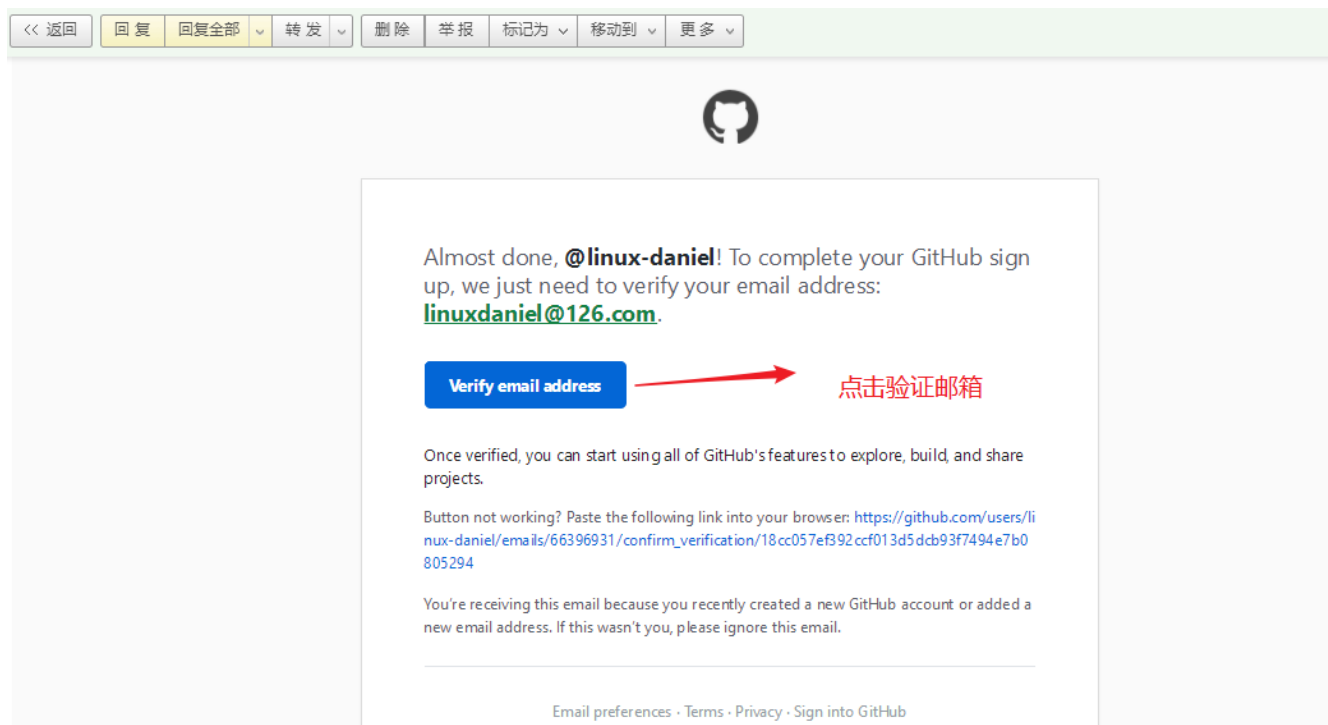 << 返回 回 复 回复全部 转 发 删 除 举 报 标记为 移动到 更 多
Almost done, @linux-daniel! To complete your GitHub sign
up, we just need to verify your email address:
linuxdaniel@126.com.
Verify email address 点击验证邮箱
Once verified, you can start using all of GitHub's features to explore, build, and share
projects.
Button not working? Paste the following link into your browser: https://github.com/users/li
nux-daniel/emails/66396931/confirm_verification/18cc057ef392ccf013d5dcb93f7494e7b0
805294
You’re receiving this email because you recently created a new GitHub account or added a
new email address. If this wasn’t you, please ignore this email.
Email preferences · Terms · Privacy · Sign into GitHub